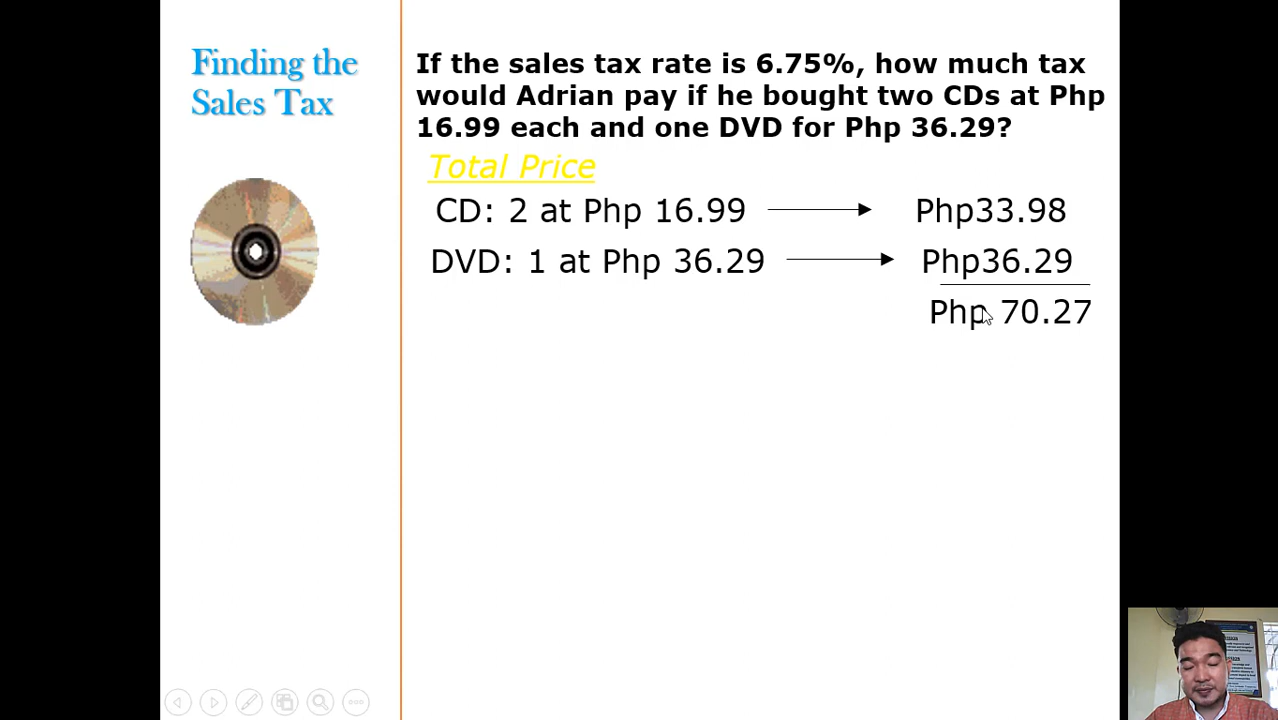 Finding the
Sales Tax
If the sales tax rate is 6.75%, how much tax
would Adrian pay if he bought two CDs at Php
16.99 each and one DVD for Php 36.29?
Total Price
CD: 2 at Php 16.99
Php33.98
DVD: 1 at Php 36.29
Php36.29
Php 70.27